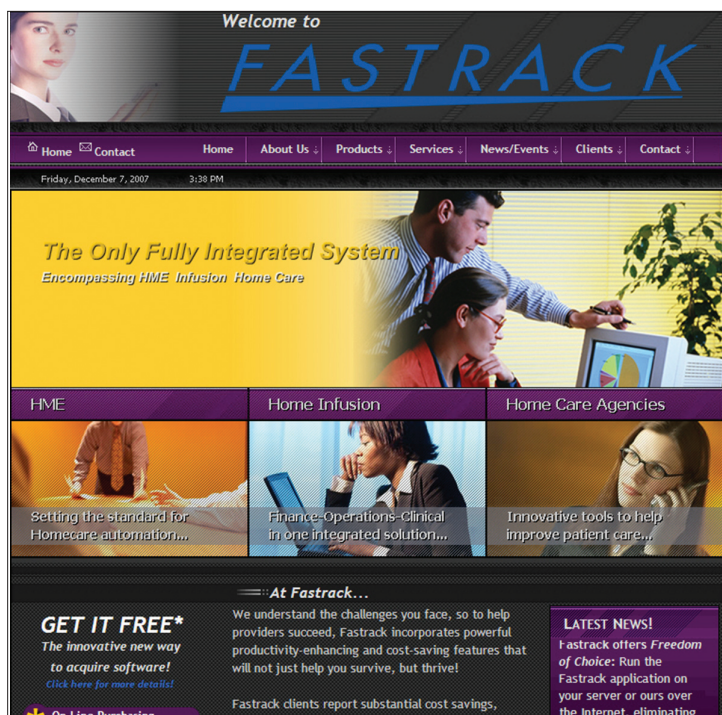 Welcome to
FASTRACK
Home Contact Home About Us Products Services News/Events Clients Contact
Friday, December 7, 2007 3:38 PM
The Only Fully Integrated System
Encompassing HME Infusion Home Care
HME
Home Infusion
Home Care Agencies
Setting the standard for
Homecare automation...
Finance-Operations-Clinical
in one integrated solution...
Innovative tools to help
improve patient care...
At Fastrack...
GET IT FREE*
The innovative new way
to acquire software!
Click here for more details!
On-Line Purchasing
We understand the challenges you face, so to help
providers succeed, Fastrack incorporates powerful
productivity-enhancing and cost-saving features that
will not just help you survive, but thrive!
Fastrack clients report substantial cost savings,
LATEST NEWS!
Fastrack offers Freedom
of Choice: Run the
Fastrack application on
your server or ours over
the Internet, eliminating